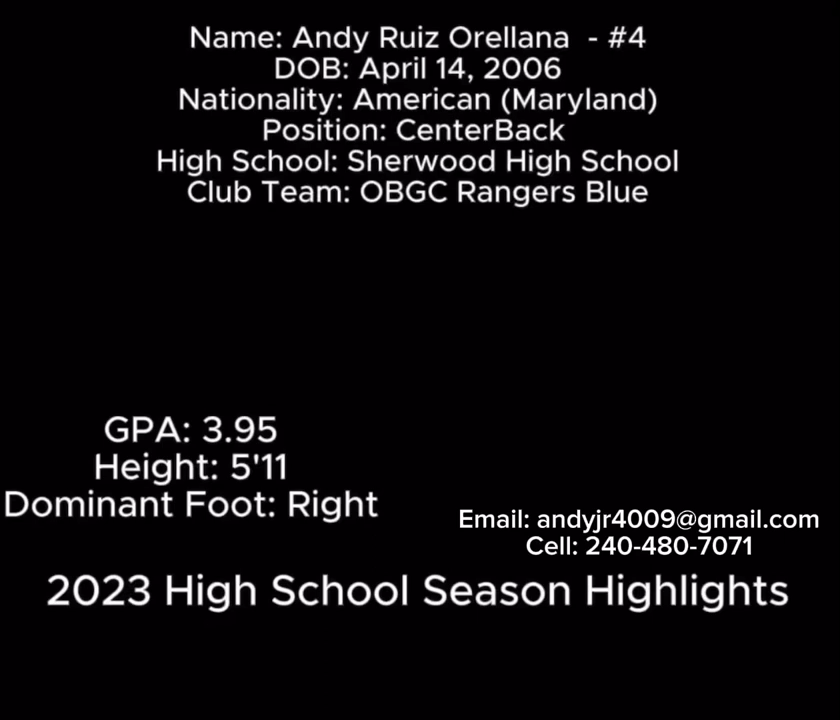 Name: Andy Ruiz Orellana - #4
DOB: April 14, 2006
Nationality: American (Maryland)
Position: CenterBack
High School: Sherwood High School
Club Team: OBGC Rangers Blue
GPA: 3.95
Height: 5'11
Dominant Foot: Right
Email: andyjr4009@gmail.com
Cell: 240-480-7071
2023 High School Season Highlights